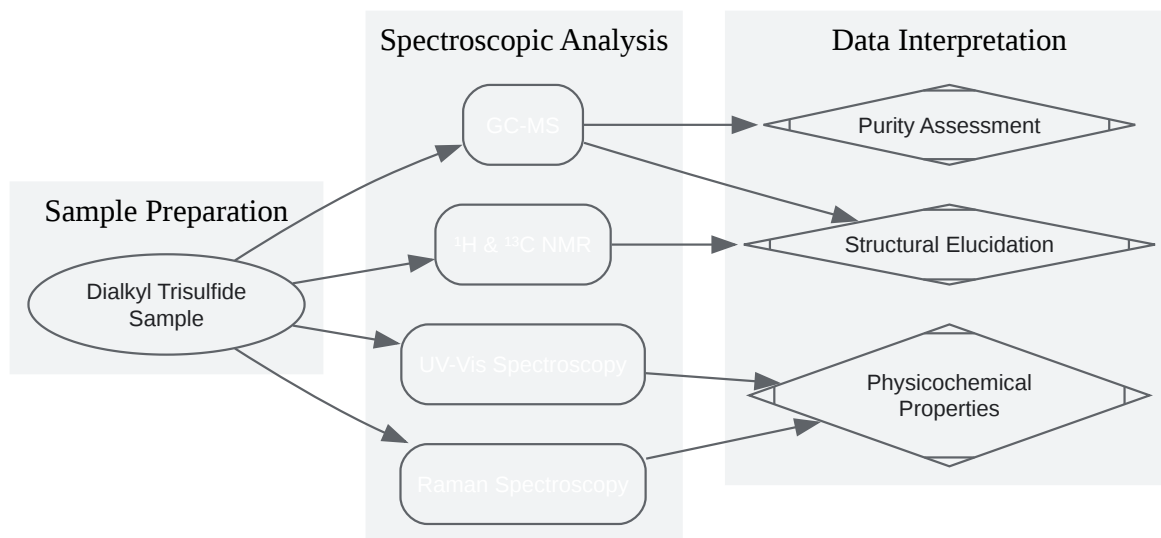 Sample Preparation
Dialkyl Trisulfide
Sample
Spectroscopic Analysis
GC-MS
¹H & ¹³C NMR
UV-Vis Spectroscopy
Raman Spectroscopy
Data Interpretation
Purity Assessment
Structural Elucidation
Physicochemical
Properties